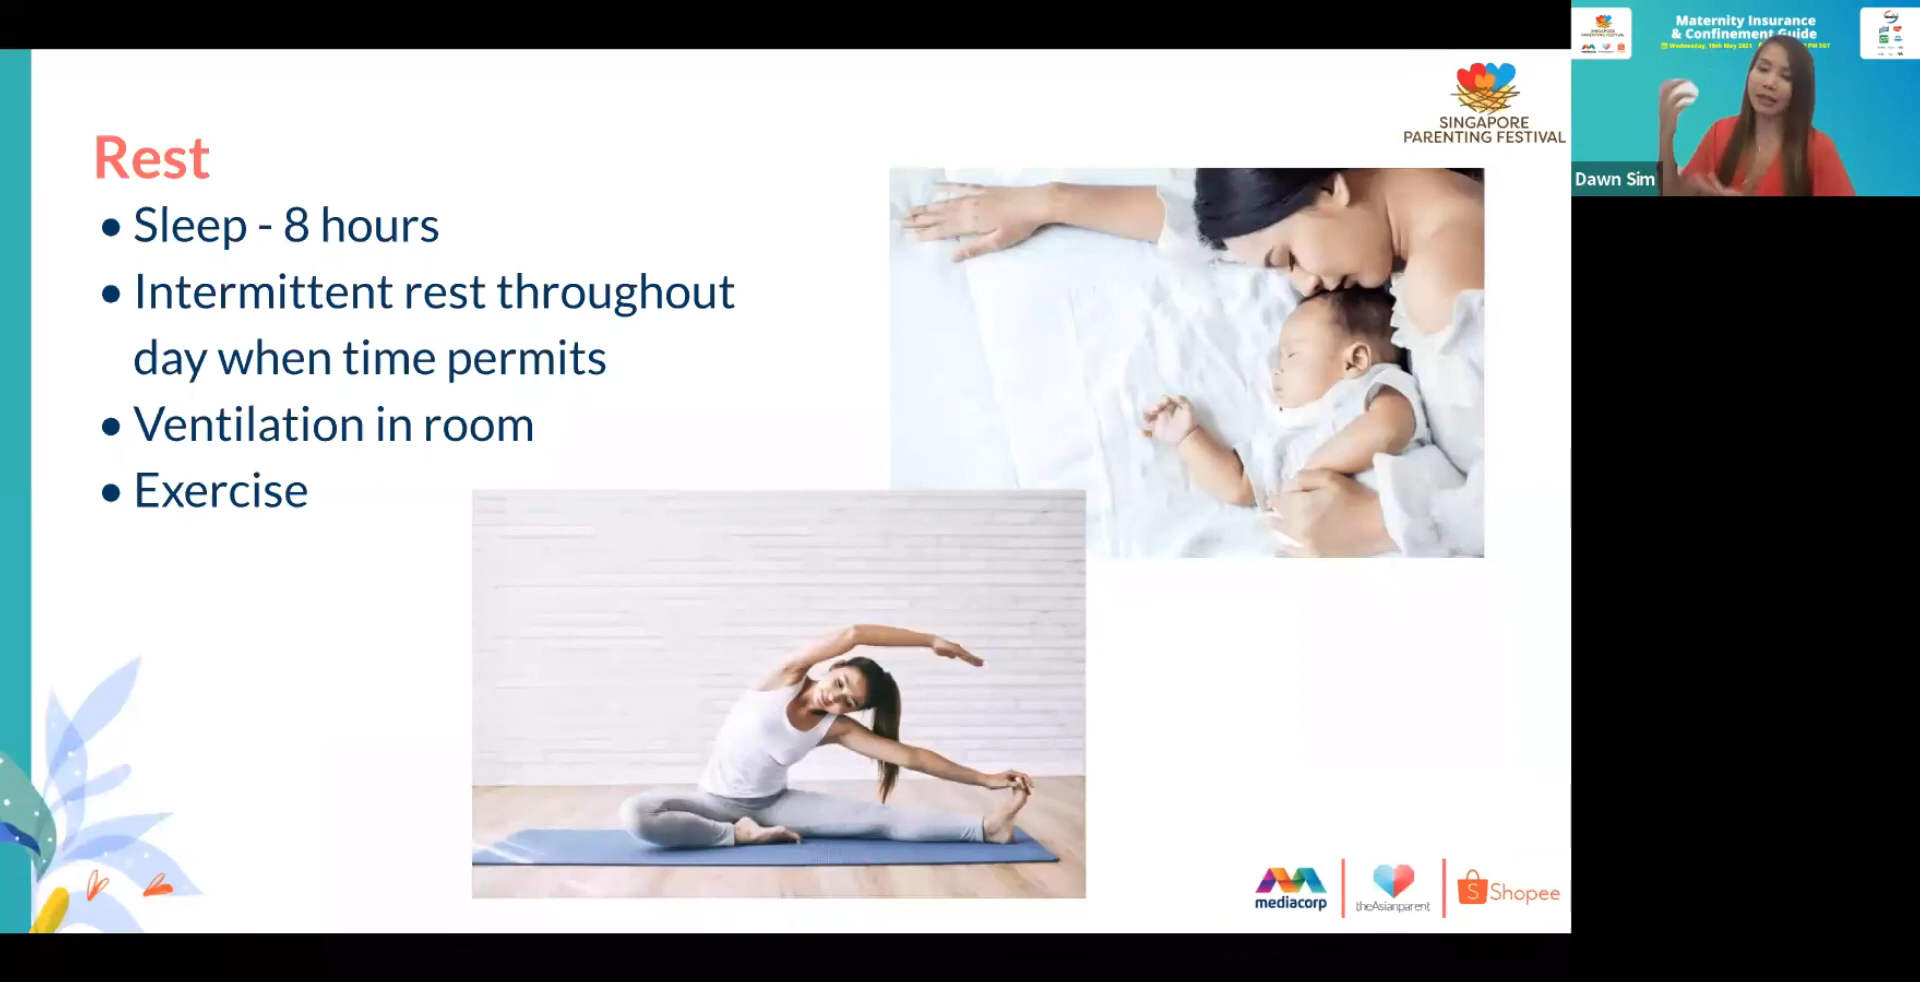 Rest
• Sleep - 8 hours
• Intermittent rest throughout
day when time permits
• Ventilation in room
• Exercise
SINGAPORE
PARENTING FESTIVAL
mediacorp
theAsianparent
S Shopee
Maternity Insurance
& Confinement Guide
Dawn Sim